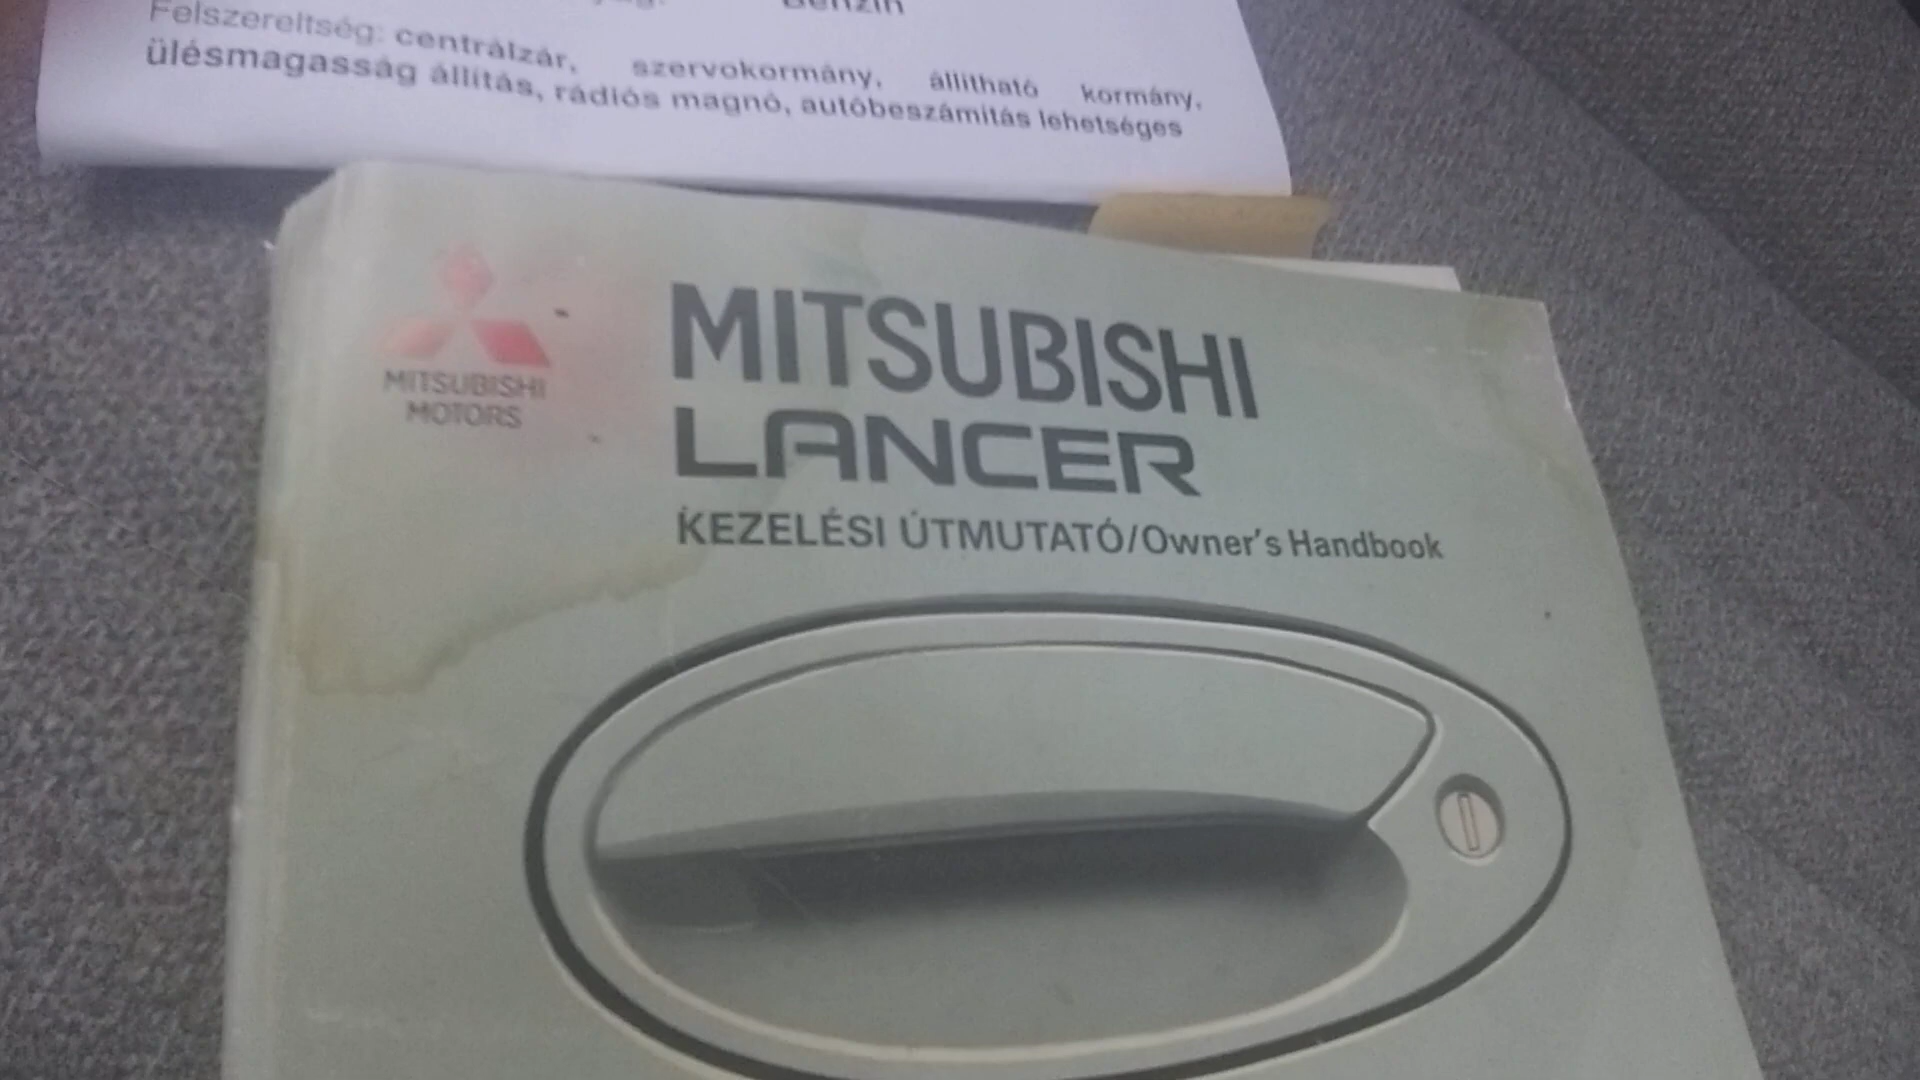 Benzin
Felszereltség: centrálzár, szervokormány, állítható kormány,
ülésmagasság állítás, rádiós magnó, autóbeszámítás lehetséges
MITSUBISHI
MOTORS
MITSUBISHI
LANCER
KEZELÉSI ÚTMUTATÓ/Owner's Handbook